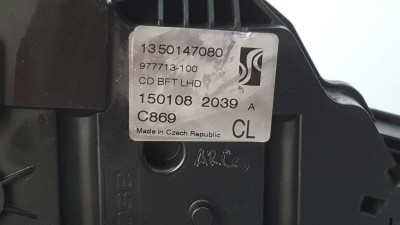 1350147080
977713-100
CD BFT LHD
150108 2039 A
C869
Made in Czech Republic CL